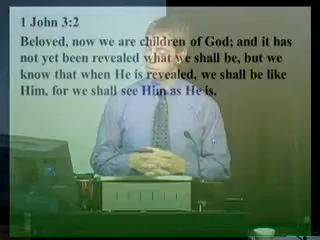 1 John 3:2
Beloved, now we are children of God; and it has
not yet been revealed what we shall be, but we
know that when He is revealed, we shall be like
Him, for we shall see Him as He is.